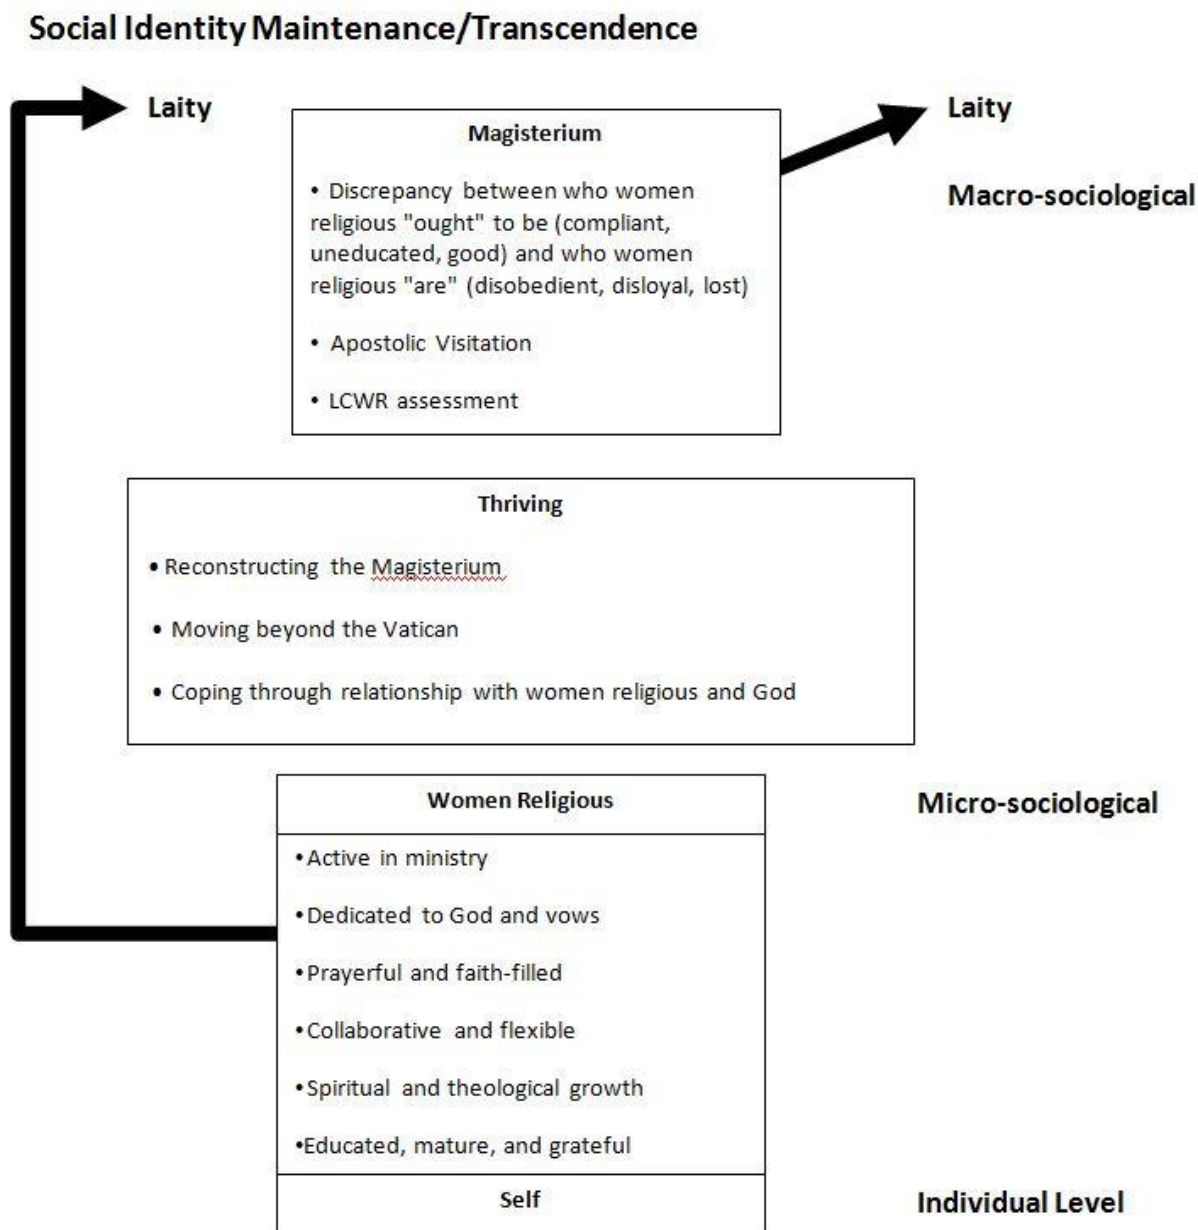 Social Identity Maintenance/Transcendence
Laity
Laity
Magisterium
Macro-sociological
• Discrepancy between who women
religious "ought" to be (compliant,
uneducated, good) and who women
religious "are" (disobedient, disloyal, lost)
• Apostolic Visitation
• LCWR assessment
Thriving
• Reconstructing the Magisterium
• Moving beyond the Vatican
• Coping through relationship with women religious and God
Women Religious
Micro-sociological
• Active in ministry
• Dedicated to God and vows
• Prayerful and faith-filled
• Collaborative and flexible
• Spiritual and theological growth
• Educated, mature, and grateful
Self
Individual Level